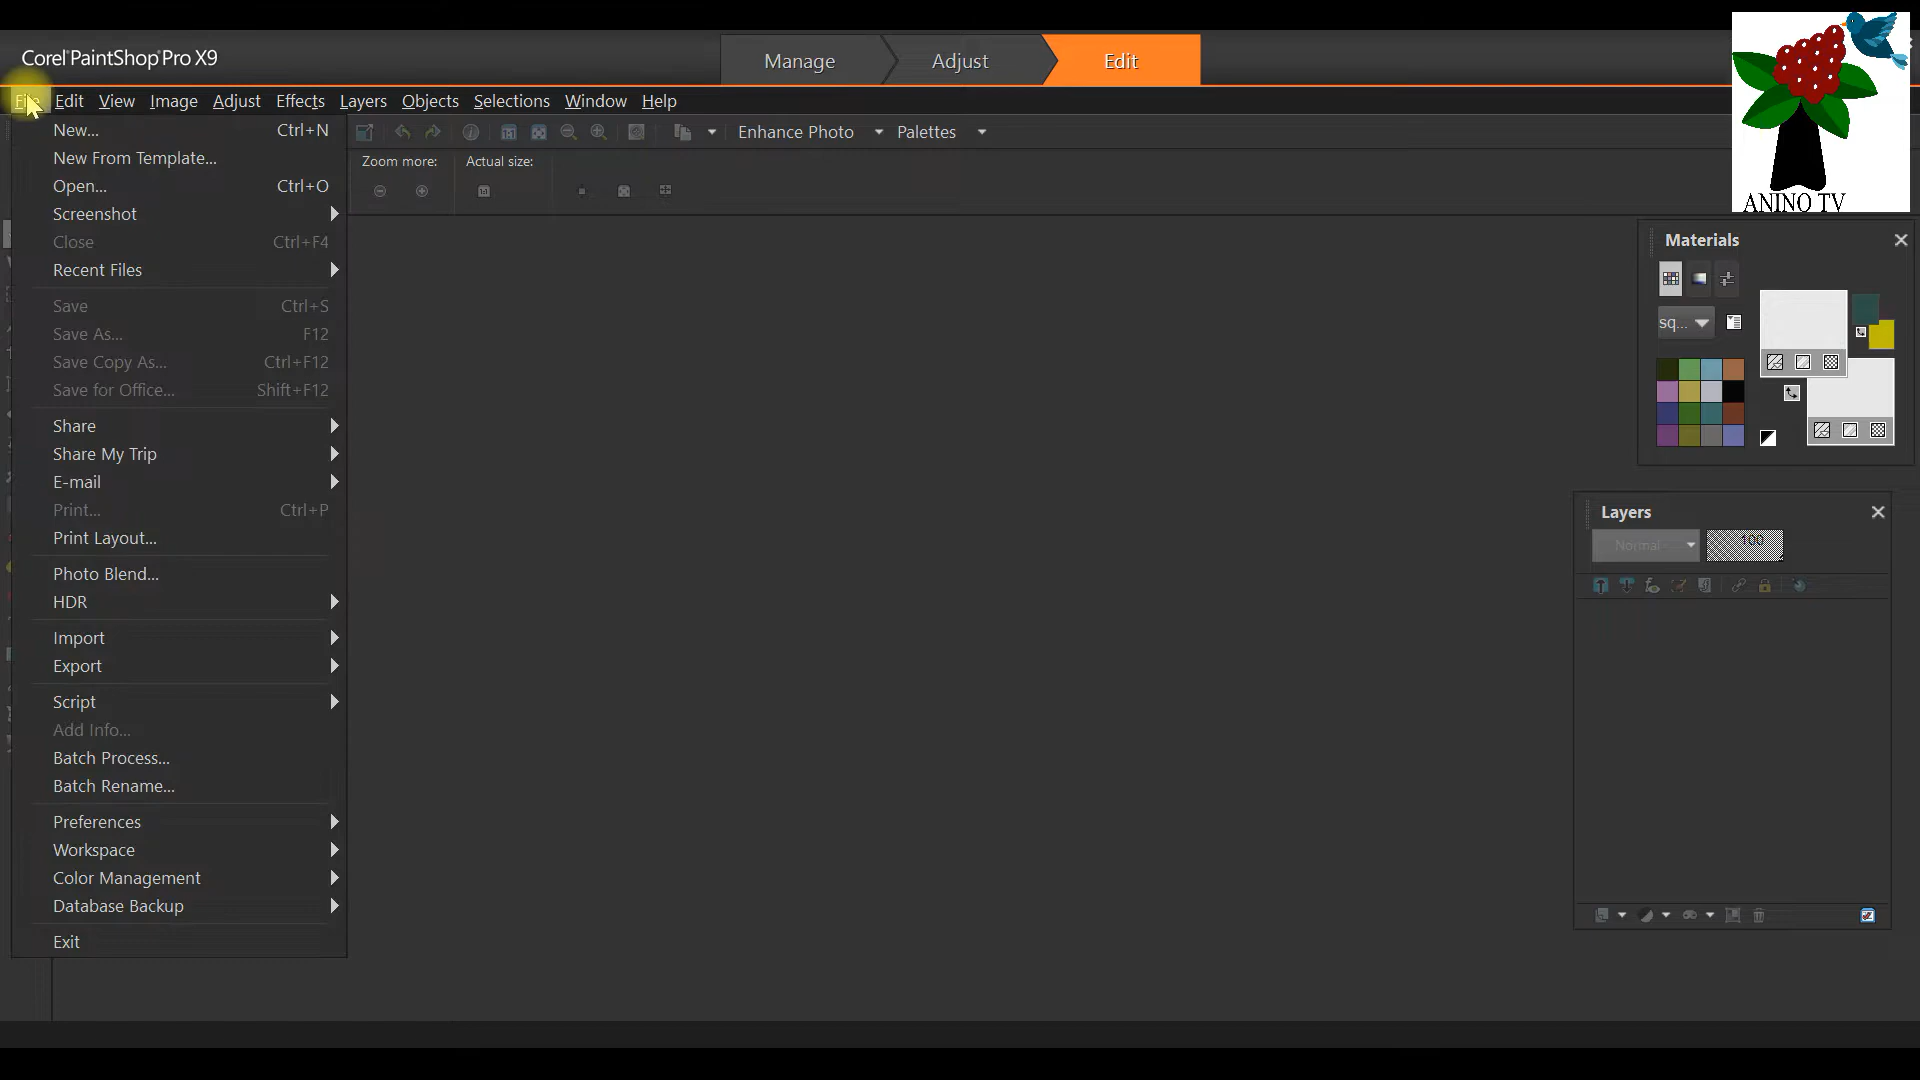 Corel PaintShop Pro X9
Manage
Adjust
Edit
File Edit View Image Adjust Effects Layers Objects Selections Window Help
New... Ctrl+N
New From Template...
Open... Ctrl+O
Screenshot
Close Ctrl+F4
Recent Files
Save Ctrl+S
Save As... F12
Save Copy As... Ctrl+F12
Save for Office... Shift+F12
Share
Share My Trip
E-mail
Print... Ctrl+P
Print Layout...
Photo Blend...
HDR
Import
Export
Script
Add Info...
Batch Process...
Batch Rename...
Preferences
Workspace
Color Management
Database Backup
Exit
Enhance Photo
Palettes
Zoom more:
Actual size:
ANINO TV
Materials
sq...
Layers
Normal
100